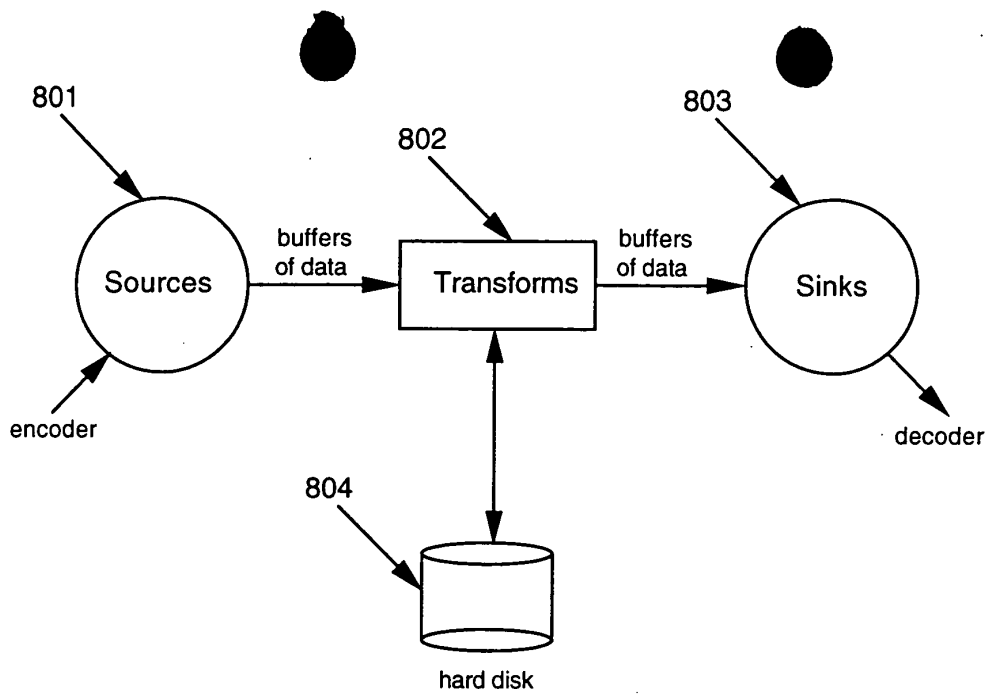 801
802
803
buffers
of data
buffers
of data
Sources
Transforms
Sinks
encoder
decoder
804
hard disk